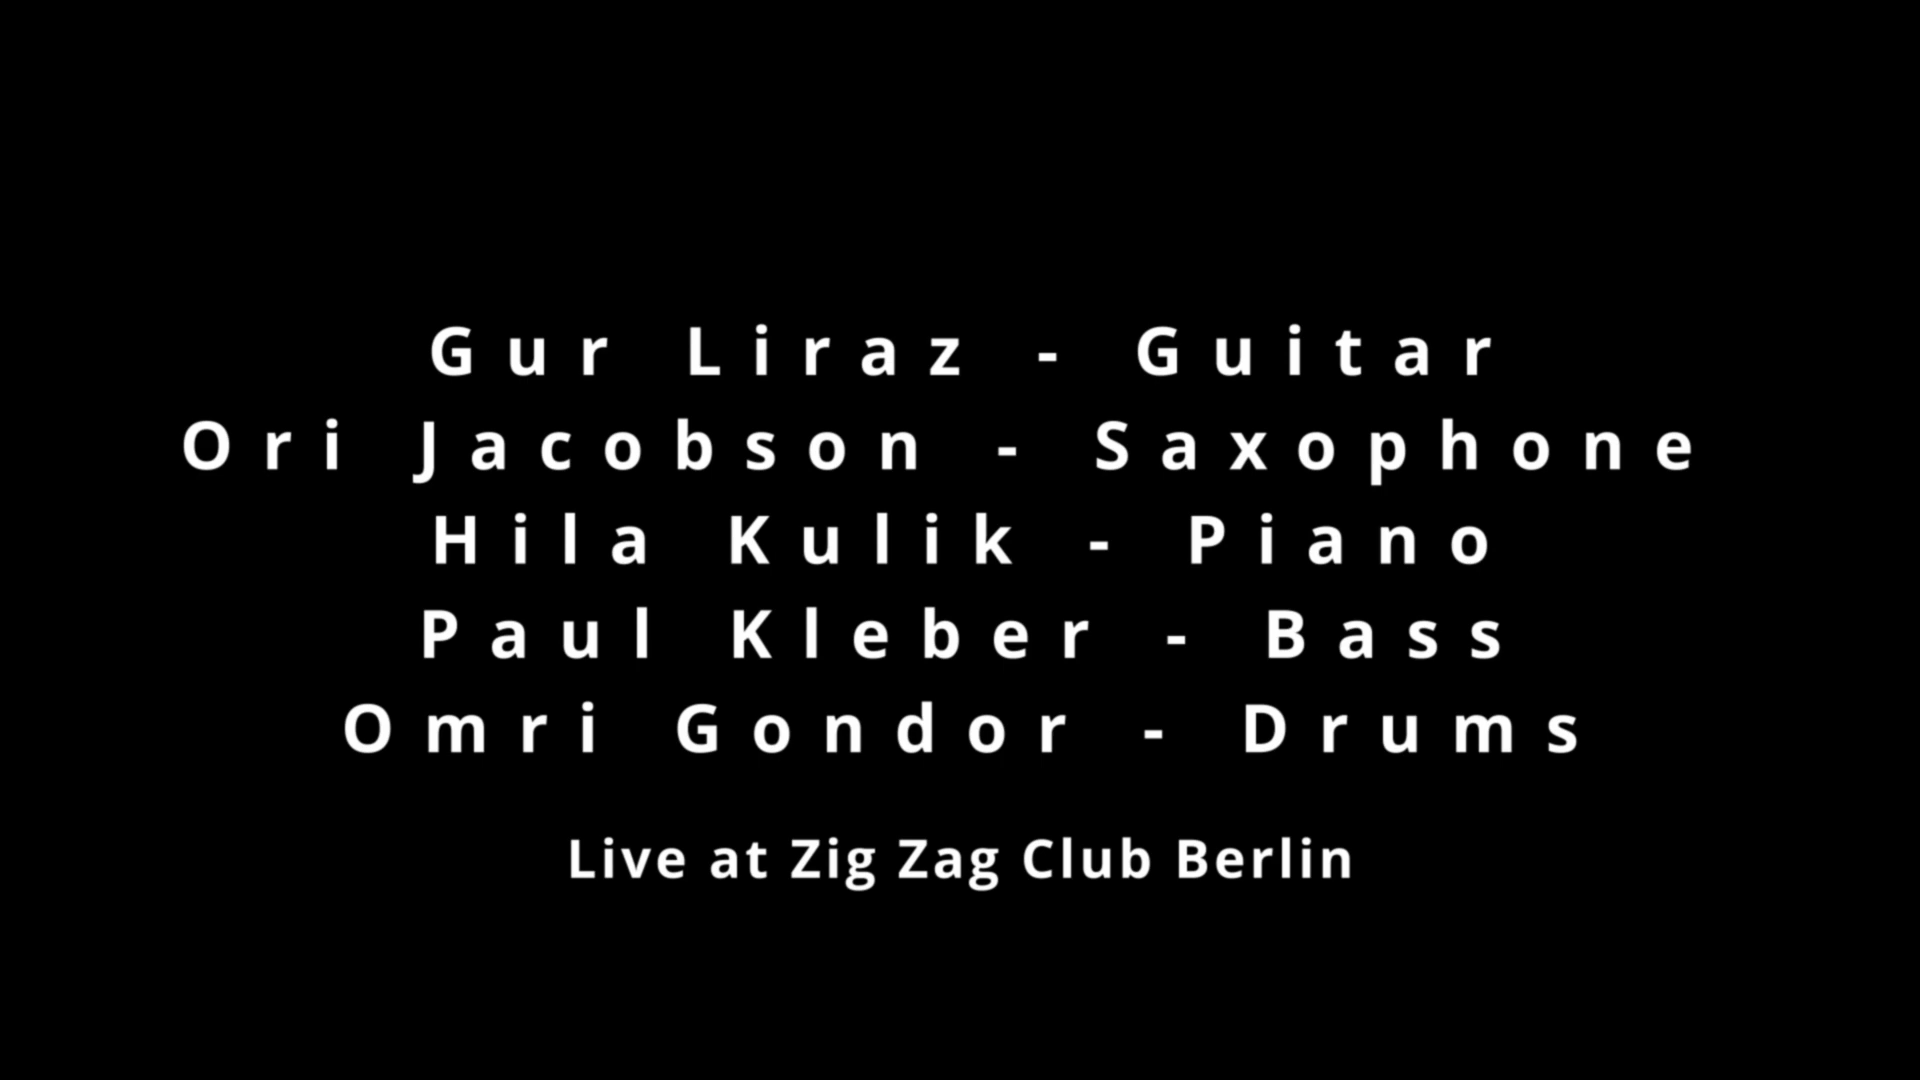 Gur Liraz - Guitar
Ori Jacobson - Saxophone
Hila Kulik - Piano
Paul Kleber - Bass
Omri Gondor - Drums
Live at Zig Zag Club Berlin